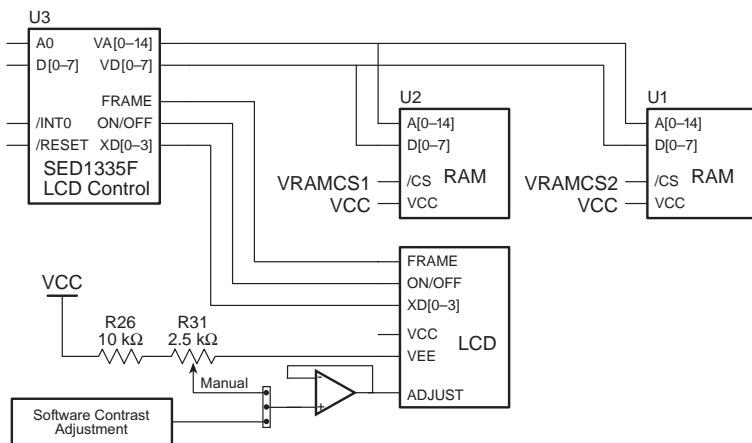 U3
A0 VA[0–14]
D[0–7] VD[0–7]
FRAME
/INT0 ON/OFF
/RESET XD[0–3]
SED1335F
LCD Control
U2
A[0–14]
D[0–7]
RAM
VRAMCS1 /CS
VCC VCC
U1
A[0–14]
D[0–7]
RAM
VRAMCS2 /CS
VCC VCC
FRAME
ON/OFF
XD[0–3]
VCC
LCD
VEE
ADJUST
VCC
R26
10 kΩ
R31
2.5 kΩ
Manual
-
+
Software Contrast
Adjustment